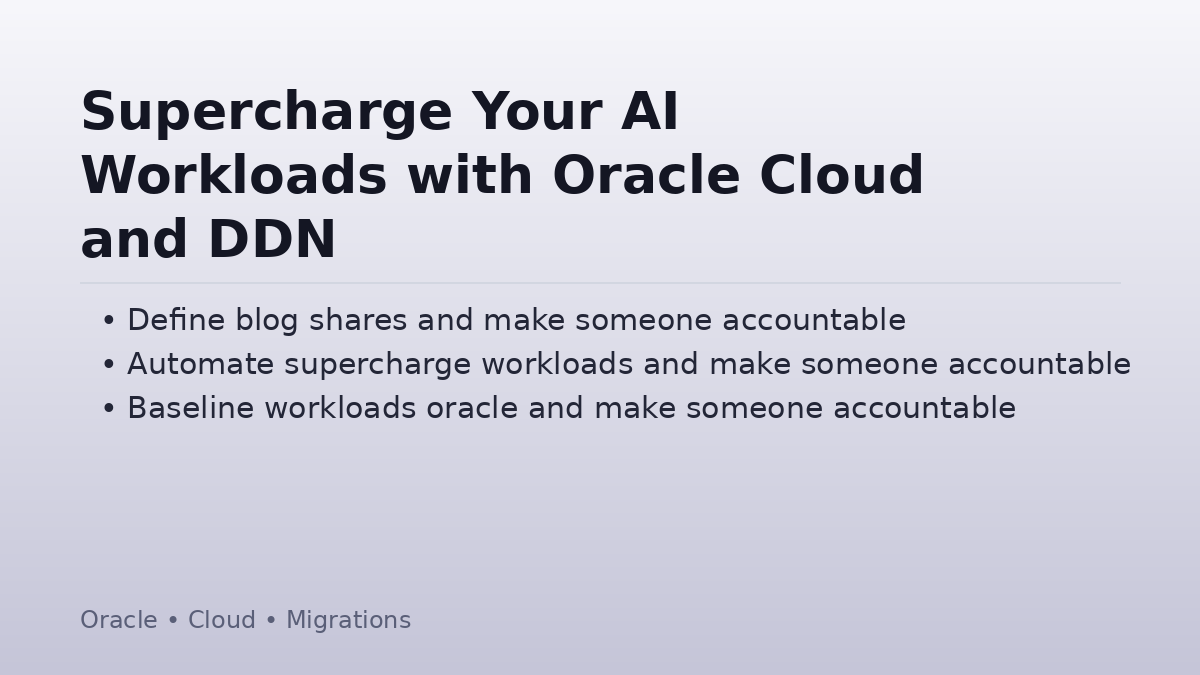 Supercharge Your AI
Workloads with Oracle Cloud
and DDN
• Define blog shares and make someone accountable
• Automate supercharge workloads and make someone accountable
• Baseline workloads oracle and make someone accountable
Oracle • Cloud • Migrations